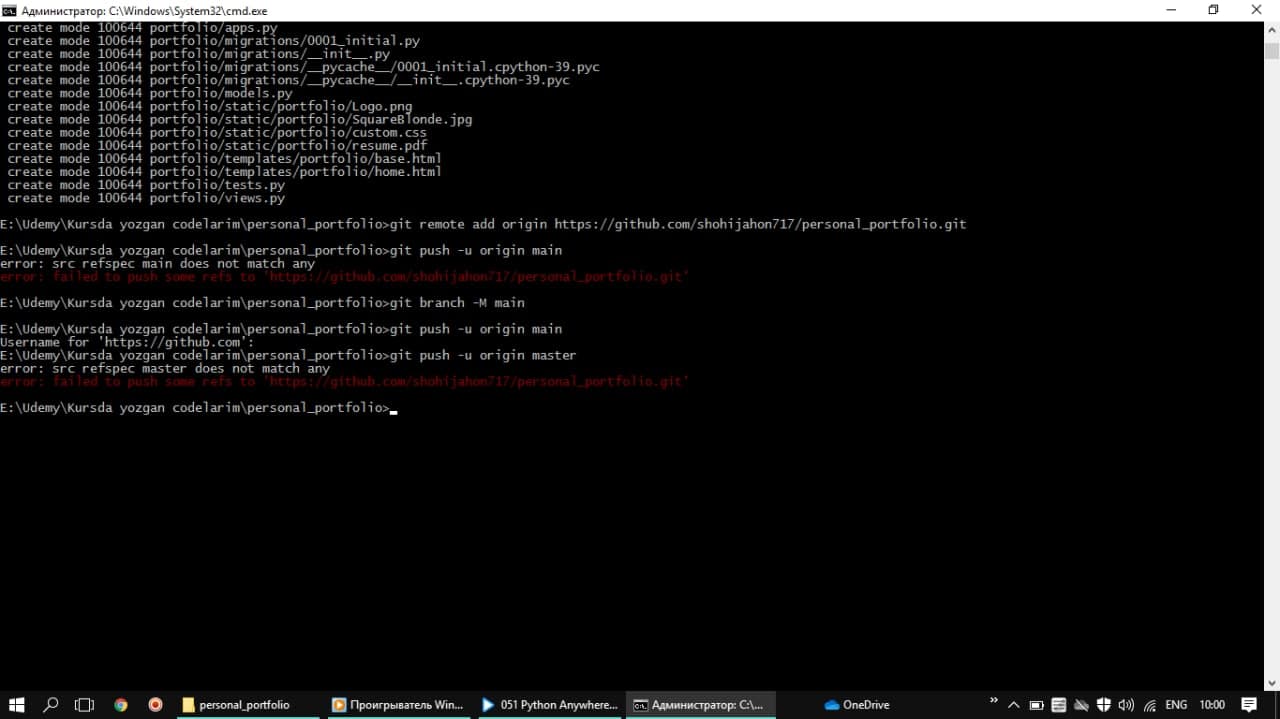 Администратор: C:\Windows\System32\cmd.exe
create mode 100644 portfolio/apps.py
create mode 100644 portfolio/migrations/0001_initial.py
create mode 100644 portfolio/migrations/__init__.py
create mode 100644 portfolio/migrations/__pycache__/0001_initial.cpython-39.pyc
create mode 100644 portfolio/migrations/__pycache__/__init__.cpython-39.pyc
create mode 100644 portfolio/models.py
create mode 100644 portfolio/static/portfolio/Logo.png
create mode 100644 portfolio/static/portfolio/SquareBlonde.jpg
create mode 100644 portfolio/static/portfolio/custom.css
create mode 100644 portfolio/static/portfolio/resume.pdf
create mode 100644 portfolio/templates/portfolio/base.html
create mode 100644 portfolio/templates/portfolio/home.html
create mode 100644 portfolio/tests.py
create mode 100644 portfolio/views.py
E:\Udemy\Kursda yozgan codelarim\personal_portfolio>git remote add origin https://github.com/shohijahon717/personal_portfolio.git
E:\Udemy\Kursda yozgan codelarim\personal_portfolio>git push -u origin main
error: src refspec main does not match any
error: failed to push some refs to 'https://github.com/shohijahon717/personal_portfolio.git'
E:\Udemy\Kursda yozgan codelarim\personal_portfolio>git branch -M main
E:\Udemy\Kursda yozgan codelarim\personal_portfolio>git push -u origin main
Username for 'https://github.com':
E:\Udemy\Kursda yozgan codelarim\personal_portfolio>git push -u origin master
error: src refspec master does not match any
error: failed to push some refs to 'https://github.com/shohijahon717/personal_portfolio.git'
E:\Udemy\Kursda yozgan codelarim\personal_portfolio>
personal_portfolio
Проигрыватель Win...
051 Python Anywhere...
Администратор: C:\...
OneDrive
ENG
10:00